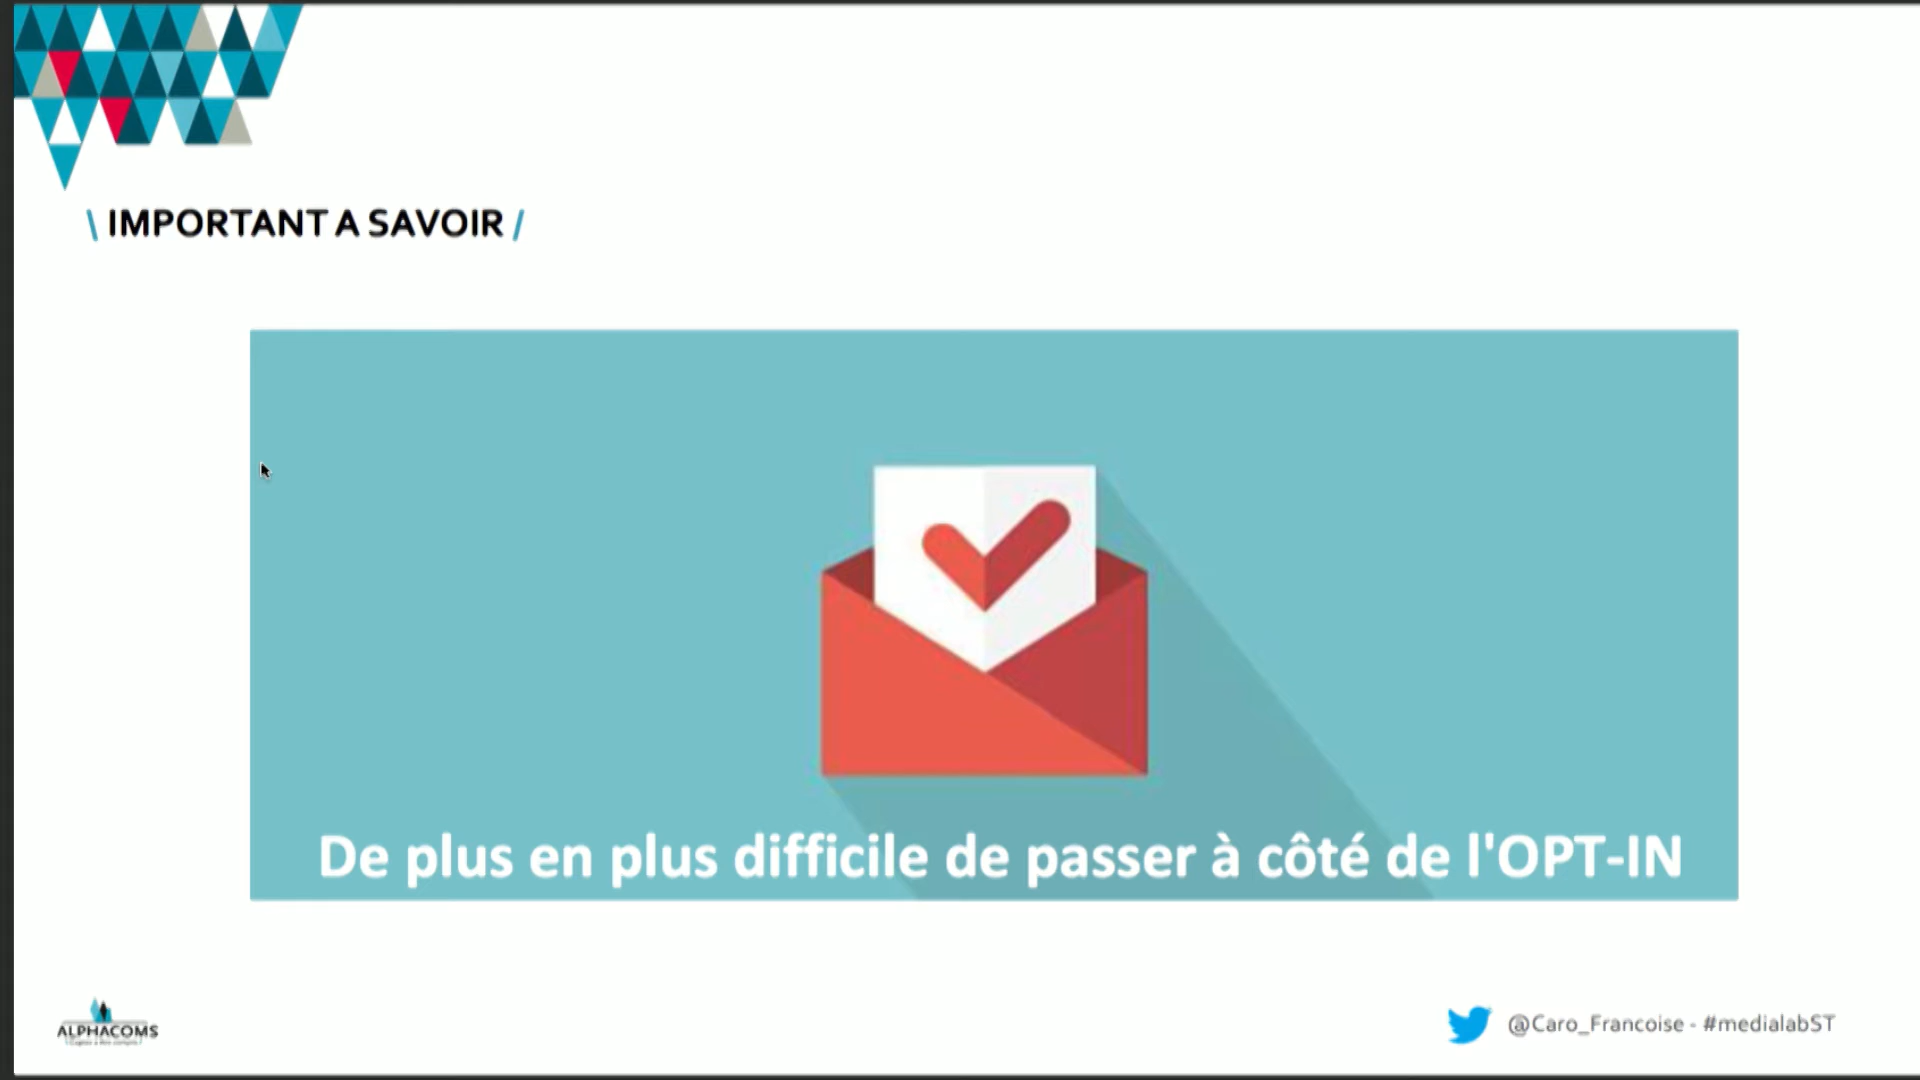 \ IMPORTANT A SAVOIR /
De plus en plus difficile de passer à côté de l'OPT-IN
ALPHACOMS
@Caro_Francoise - #medialabST